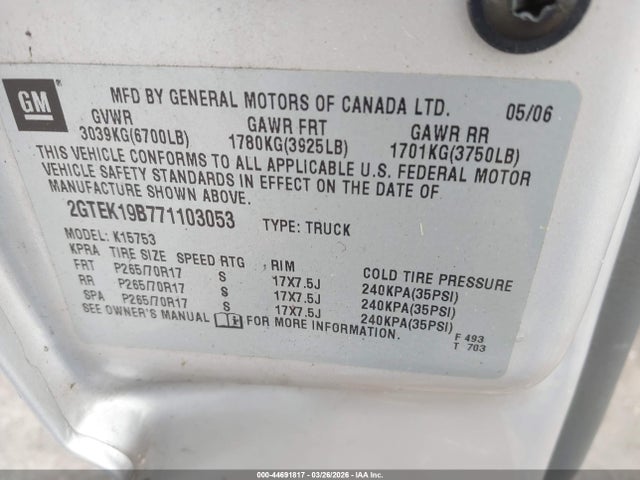 GM
MFD BY GENERAL MOTORS OF CANADA LTD. 05/06
GVWR GAWR FRT GAWR RR
3039KG(6700LB) 1780KG(3925LB) 1701KG(3750LB)
THIS VEHICLE CONFORMS TO ALL APPLICABLE U.S. FEDERAL MOTOR
VEHICLE SAFETY STANDARDS IN EFFECT ON THE DATE OF
MANUFACTURE SHOWN ABOVE.
2GTEK19B771103053 TYPE: TRUCK
MODEL: K15753
KPRA TIRE SIZE SPEED RTG RIM COLD TIRE PRESSURE
FRT P265/70R17 S 17X7.5J 240KPA(35PSI)
RR P265/70R17 S 17X7.5J 240KPA(35PSI)
SPA P265/70R17 S 17X7.5J 240KPA(35PSI)
SEE OWNER'S MANUAL FOR MORE INFORMATION.
F 493
T 703
000-44691817 | 03/26/2026 | IAA Inc.